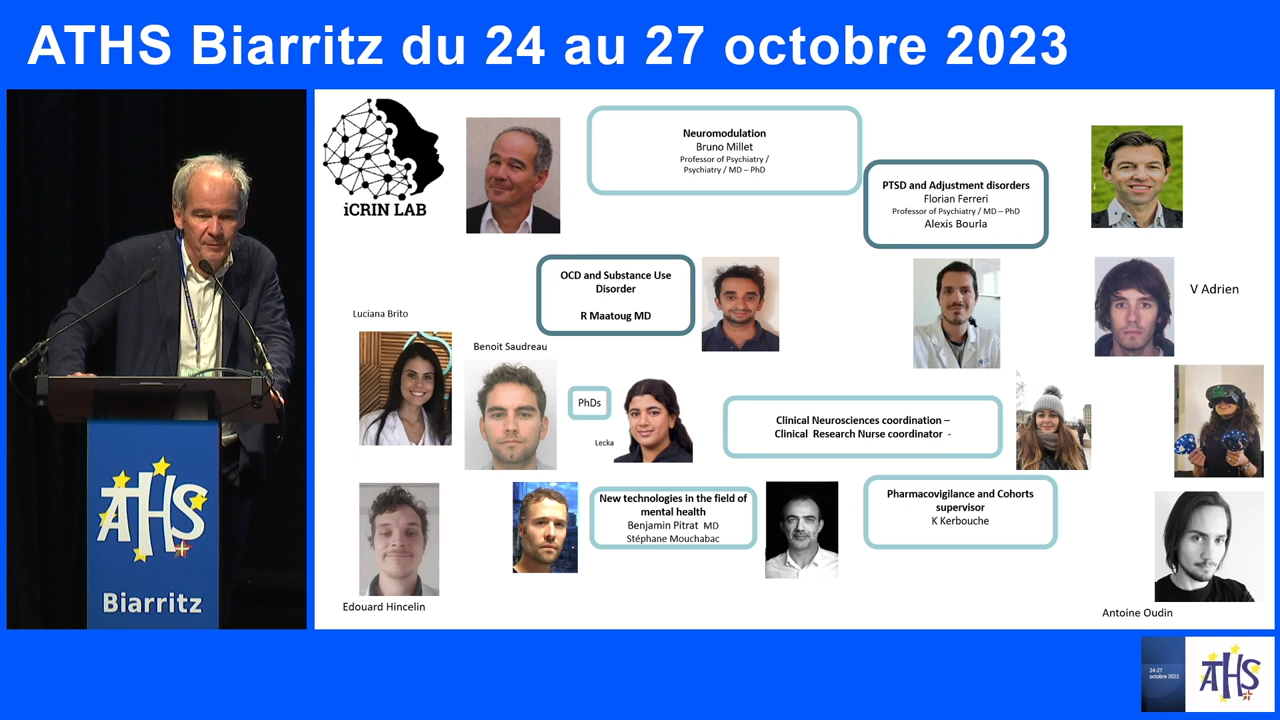 ATHS Biarritz du 24 au 27 octobre 2023
iCRIN LAB
Neuromodulation
Bruno Millet
Professor of Psychiatry /
Psychiatry / MD – PhD
PTSD and Adjustment disorders
Florian Ferreri
Professor of Psychiatry / MD – PhD
Alexis Bourla
OCD and Substance Use
Disorder
R Maatoug MD
V Adrien
Luciana Brito
Benoit Saudreau
PhDs
Lecka
Clinical Neurosciences coordination –
Clinical Research Nurse coordinator -
New technologies in the field of
mental health
Benjamin Pitrat MD
Stéphane Mouchabac
Pharmacovigilance and Cohorts
supervisor
K Kerbouche
Edouard Hincelin
Antoine Oudin
ATHS
Biarritz
24-27
octobre 2023
ATHS